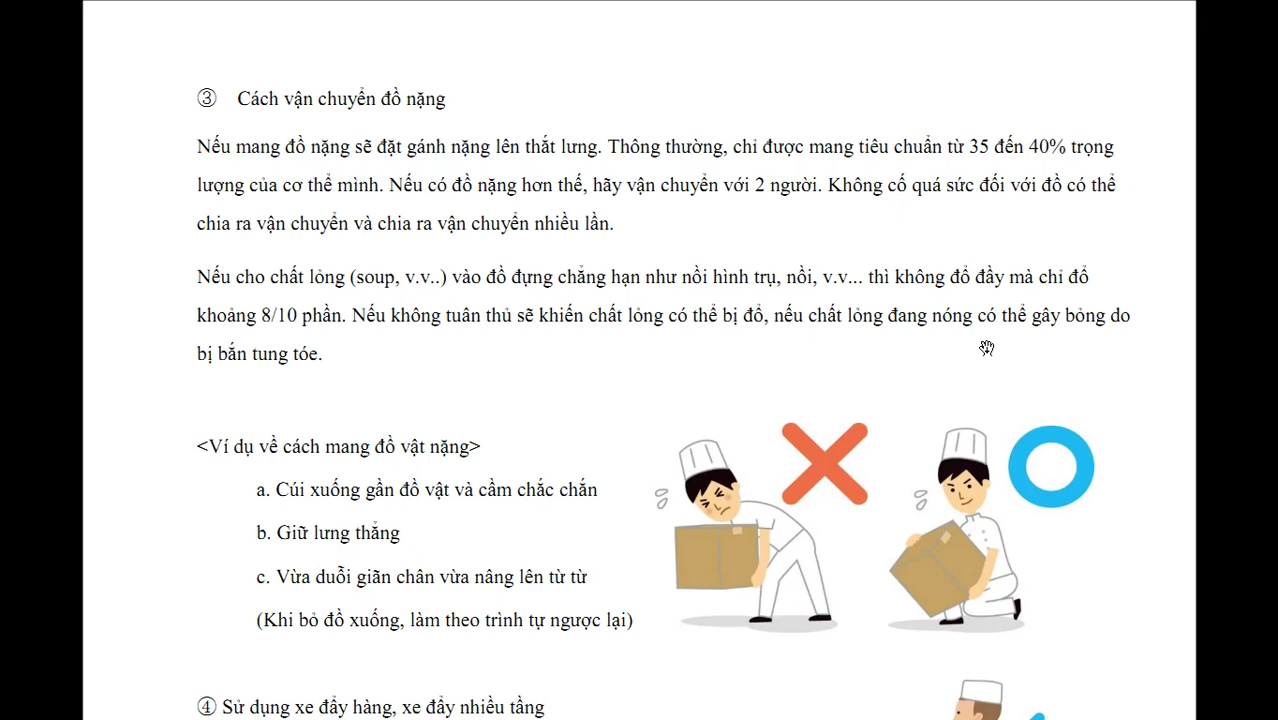 ③ Cách vận chuyển đồ nặng
Nếu mang đồ nặng sẽ đặt gánh nặng lên thắt lưng. Thông thường, chỉ được mang tiêu chuẩn từ 35 đến 40% trọng
lượng của cơ thể mình. Nếu có đồ nặng hơn thế, hãy vận chuyển với 2 người. Không cố quá sức đối với đồ có thể
chia ra vận chuyển và chia ra vận chuyển nhiều lần.
Nếu cho chất lỏng (soup, v.v..) vào đồ đựng chẳng hạn như nồi hình trụ, nồi, v.v... thì không đổ đầy mà chỉ đổ
khoảng 8/10 phần. Nếu không tuân thủ sẽ khiến chất lỏng có thể bị đổ, nếu chất lỏng đang nóng có thể gây bỏng do
bị bắn tung tóe.
<Ví dụ về cách mang đồ vật nặng>
a. Cúi xuống gần đồ vật và cầm chắc chắn
b. Giữ lưng thẳng
c. Vừa duỗi giãn chân vừa nâng lên từ từ
(Khi bỏ đồ xuống, làm theo trình tự ngược lại)
④ Sử dụng xe đẩy hàng, xe đẩy nhiều tầng